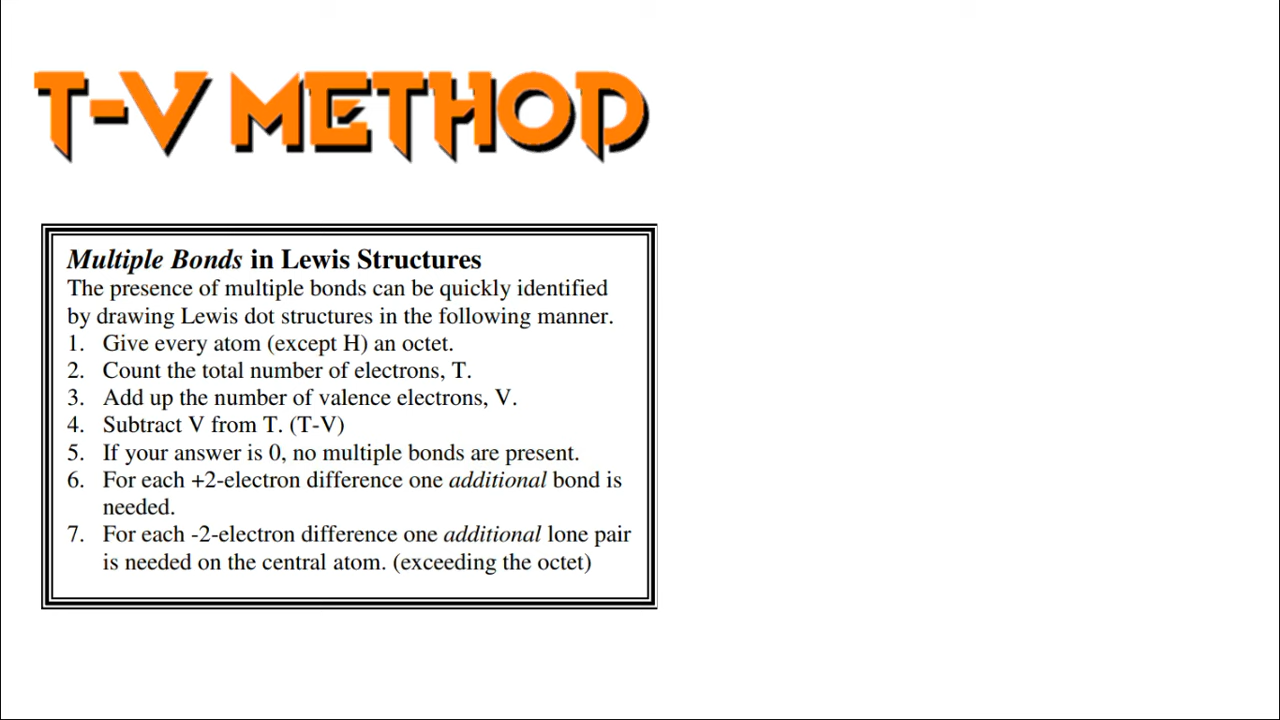 T-V METHOD
Multiple Bonds in Lewis Structures
The presence of multiple bonds can be quickly identified
by drawing Lewis dot structures in the following manner.
1. Give every atom (except H) an octet.
2. Count the total number of electrons, T.
3. Add up the number of valence electrons, V.
4. Subtract V from T. (T-V)
5. If your answer is 0, no multiple bonds are present.
6. For each +2-electron difference one additional bond is
needed.
7. For each -2-electron difference one additional lone pair
is needed on the central atom. (exceeding the octet)